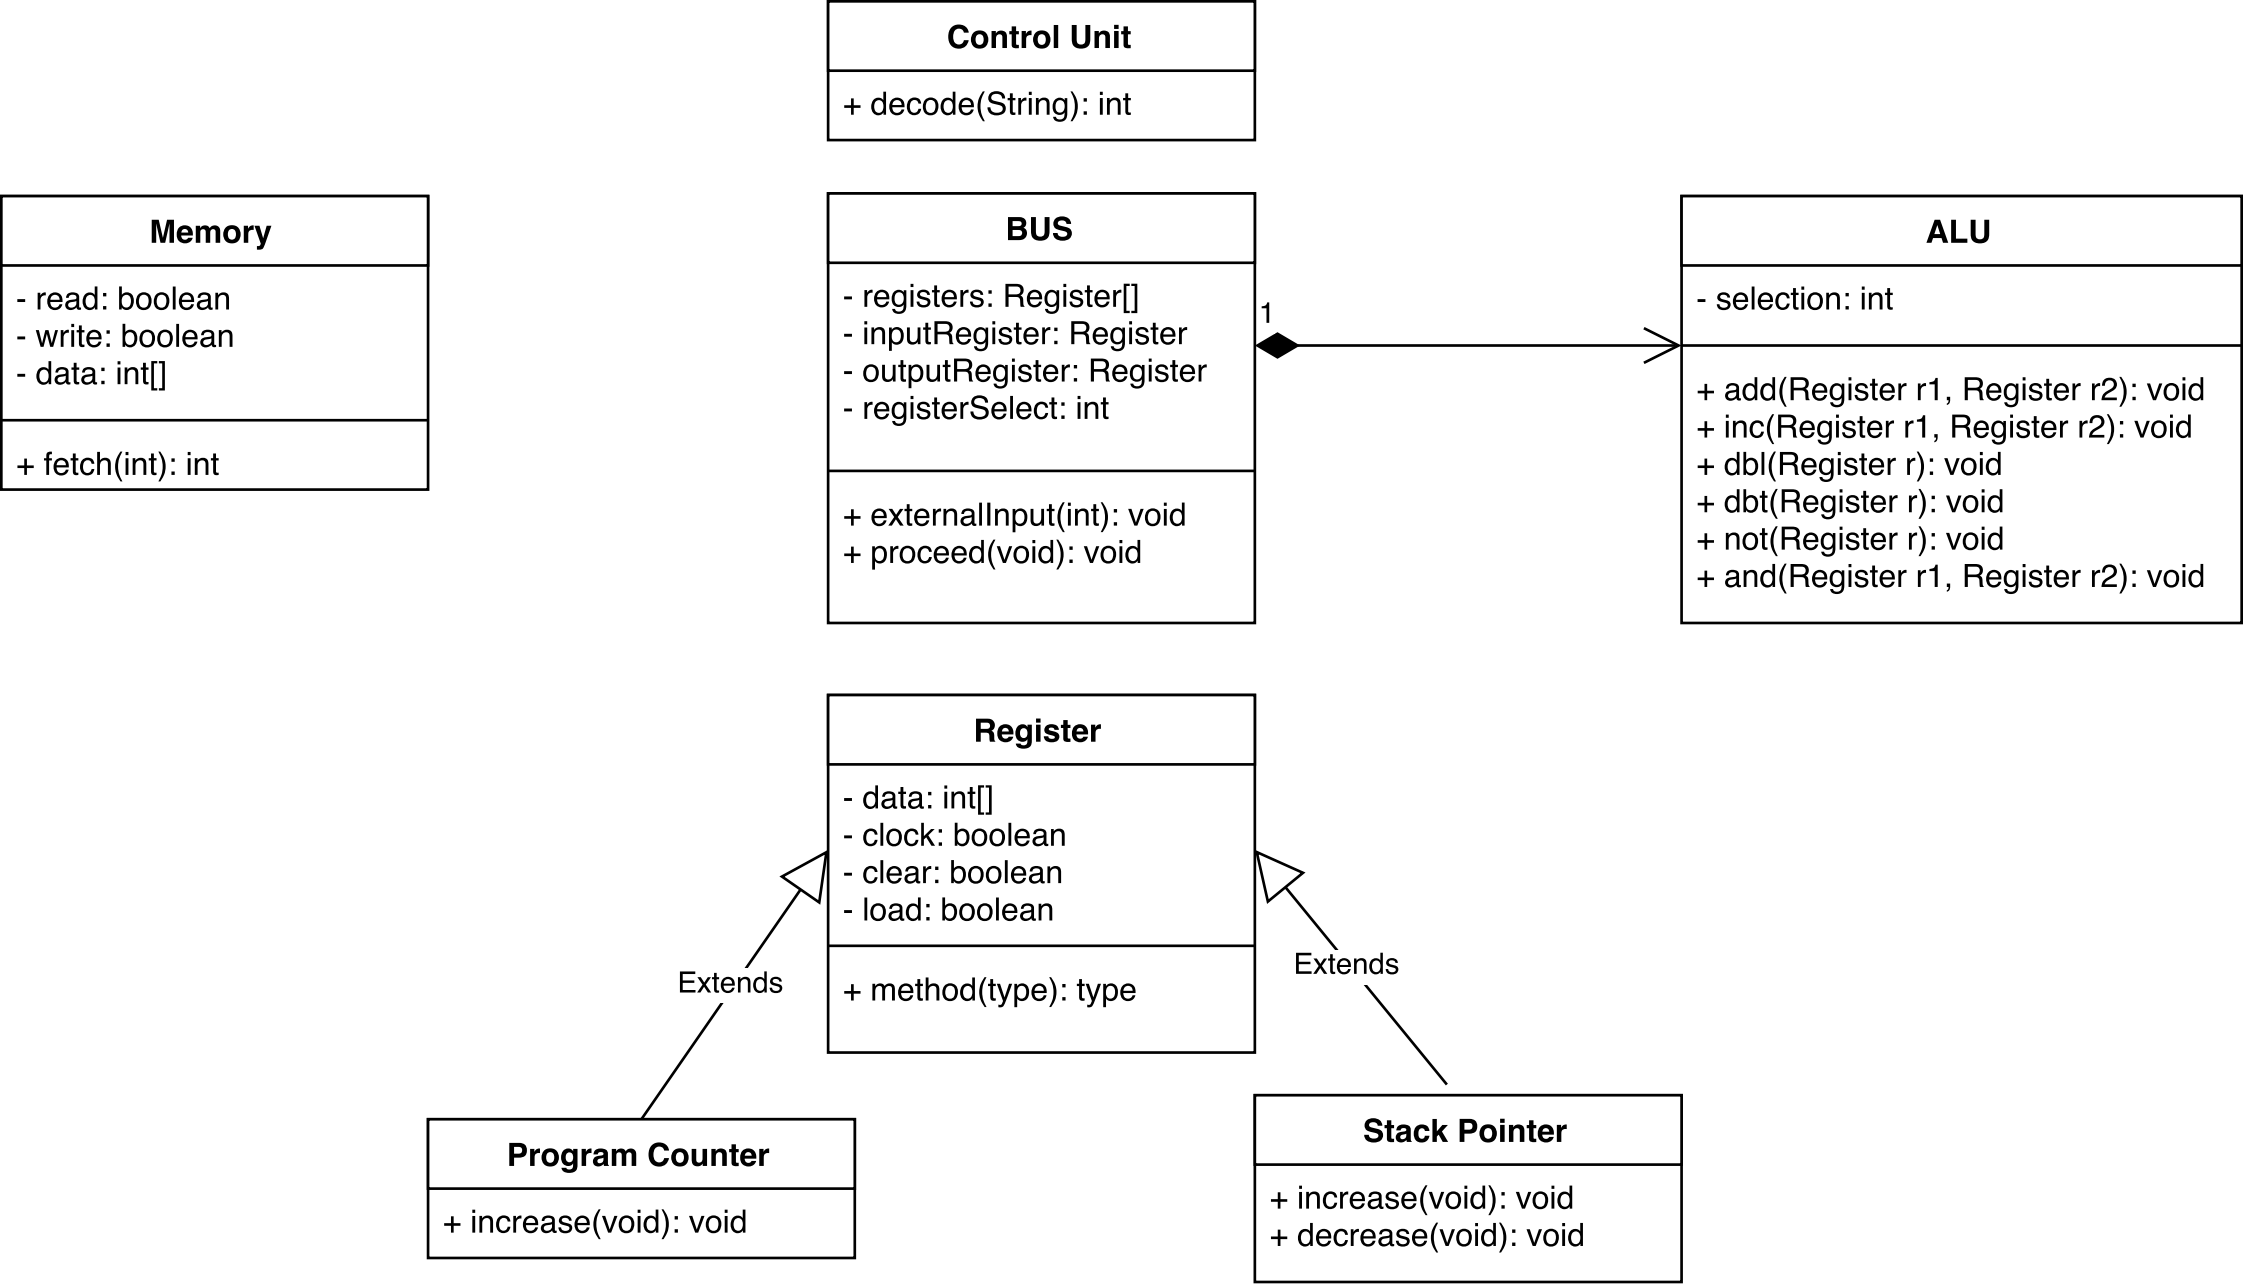 Control Unit
+ decode(String): int
Memory
- read: boolean
- write: boolean
- data: int[]
+ fetch(int): int
BUS
- registers: Register[]
- inputRegister: Register
- outputRegister: Register
- registerSelect: int
+ externalInput(int): void
+ proceed(void): void
1
ALU
- selection: int
+ add(Register r1, Register r2): void
+ inc(Register r1, Register r2): void
+ dbl(Register r): void
+ dbt(Register r): void
+ not(Register r): void
+ and(Register r1, Register r2): void
Register
- data: int[]
- clock: boolean
- clear: boolean
- load: boolean
+ method(type): type
Extends
Extends
Program Counter
+ increase(void): void
Stack Pointer
+ increase(void): void
+ decrease(void): void